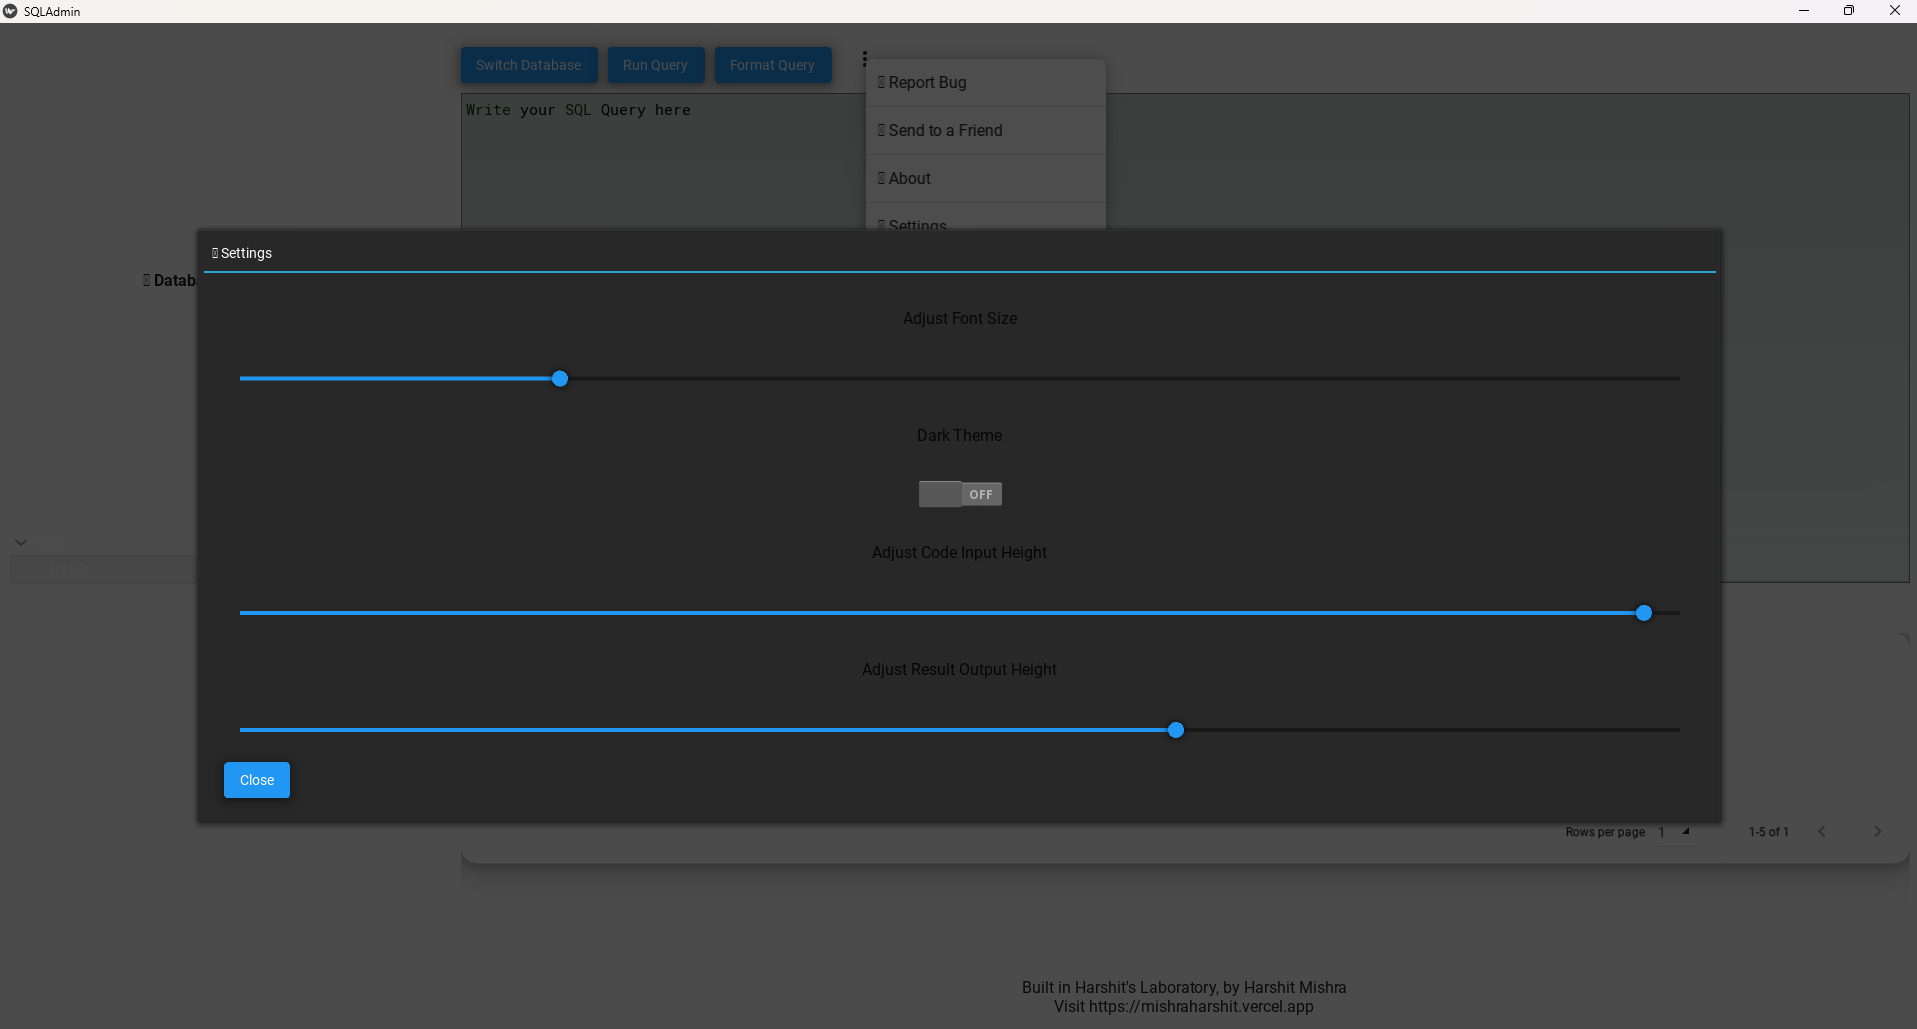 SQLAdmin
Switch Database
Run Query
Format Query
Report Bug
Write your SQL Query here
Send to a Friend
About
Settings
Settings
Adjust Font Size
Dark Theme
OFF
Adjust Code Input Height
USER
Adjust Result Output Height
Close
Rows per page 1
1-5 of 1
Built in Harshit's Laboratory, by Harshit Mishra
Visit https://mishraharshit.vercel.app